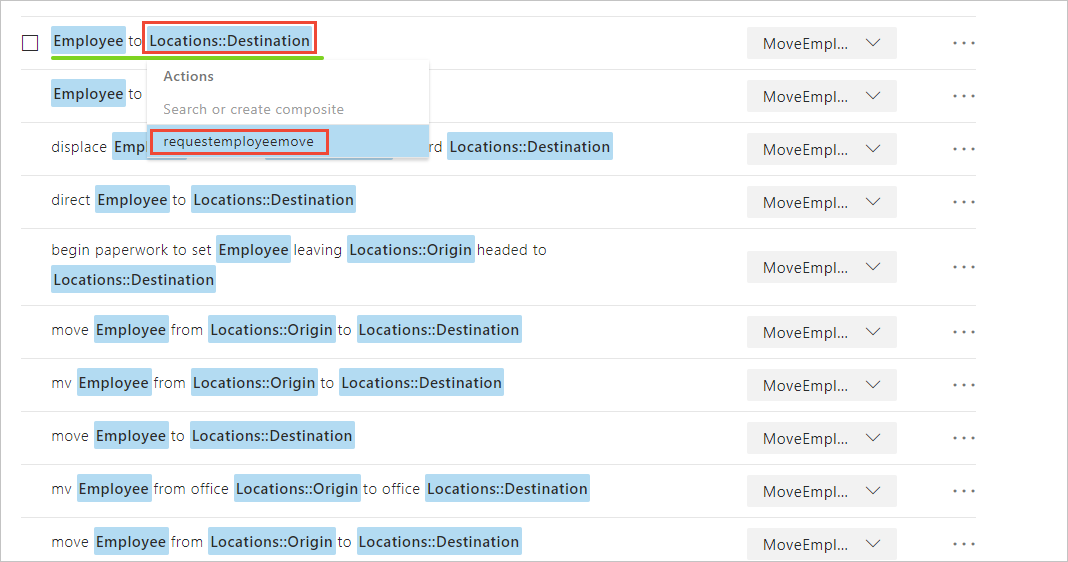 Employee to Locations::Destination MoveEmpl...
Actions
Search or create composite
requestemployeemove
Employee to MoveEmpl...
displace Emp rd Locations::Destination MoveEmpl...
direct Employee to Locations::Destination MoveEmpl...
begin paperwork to set Employee leaving Locations::Origin headed to
Locations::Destination MoveEmpl...
move Employee from Locations::Origin to Locations::Destination MoveEmpl...
mv Employee from Locations::Origin to Locations::Destination MoveEmpl...
move Employee to Locations::Destination MoveEmpl...
mv Employee from office Locations::Origin to office Locations::Destination MoveEmpl...
move Employee from Locations::Origin to Locations::Destination MoveEmpl...